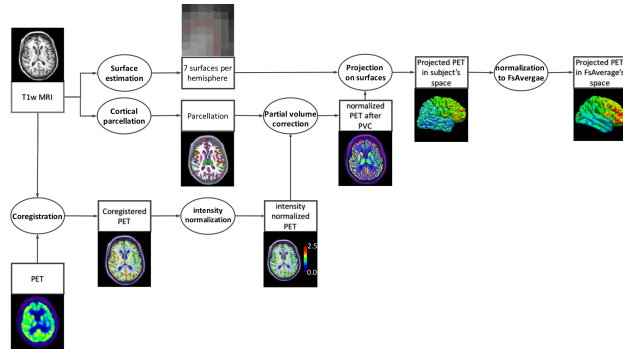 Surface
estimation
7 surfaces per
hemisphere
Projection
on surfaces
Projected PET
in subject's
space
normalization
to FsAvergae
Projected PET
in FsAverage's
space
T1w MRI
Cortical
parcellation
Parcellation
Partial volume
correction
normalized
PET after
PVC
Coregistration
Coregistered
PET
intensity
normalization
intensity
normalized
PET
2.5
0.0
PET